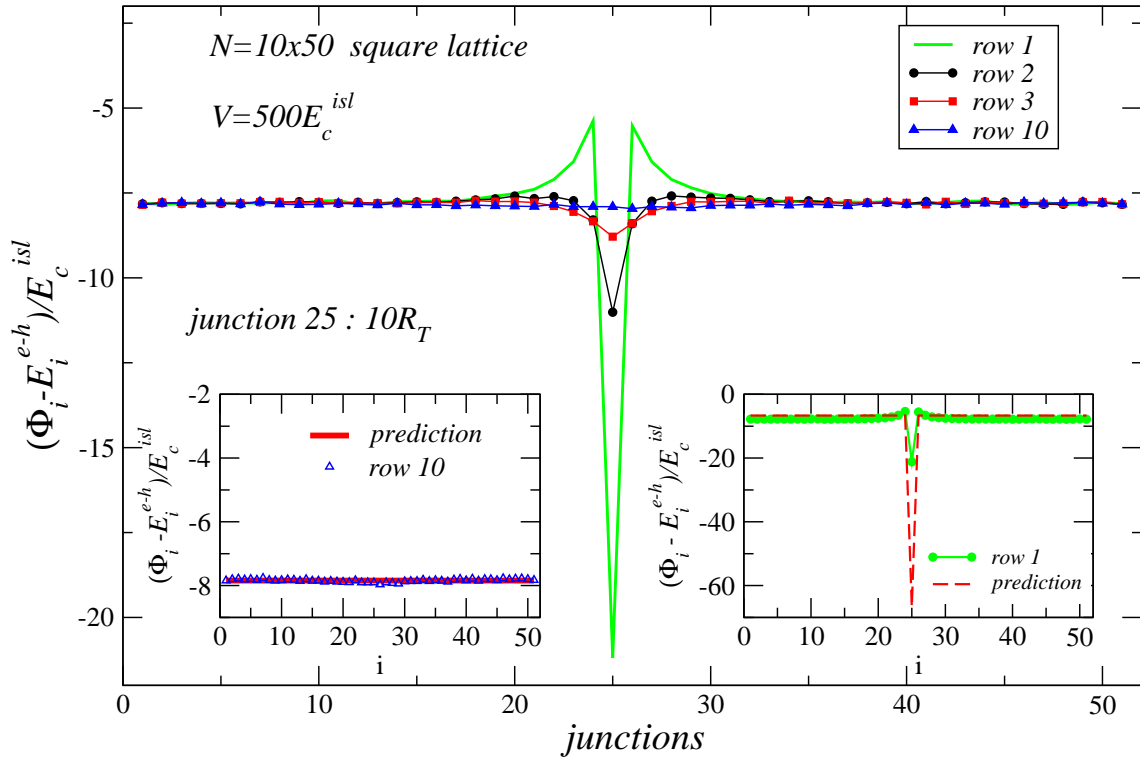 N=10x50 square lattice
V=500E_c^isl
row 1
row 2
row 3
row 10
junction 25 : 10R_T
(Φ_i-E_i^e-h)/E_c^isl
-5
-10
-15
-20
0
10
20
30
40
50
junctions
prediction
row 10
(Φ_i -E_i^e-h)/E_c^isl
-2
-4
-6
-8
0
10
20
30
40
50
i
(Φ_i - E_i^e-h)/E_c^isl
0
-20
-40
-60
row 1
prediction
0
10
20
30
40
50
i